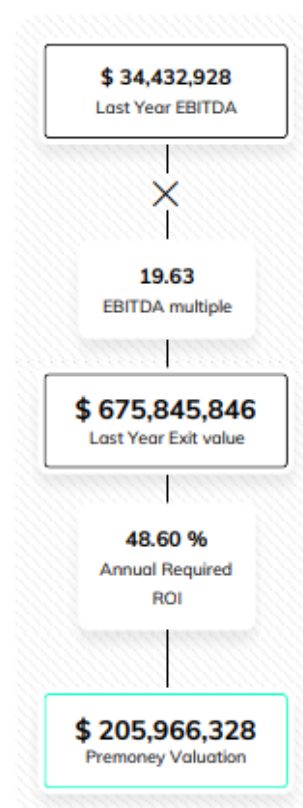 $ 34,432,928
Last Year EBITDA
19.63
EBITDA multiple
$ 675,845,846
Last Year Exit value
48.60 %
Annual Required
ROI
$ 205,966,328
Premoney Valuation